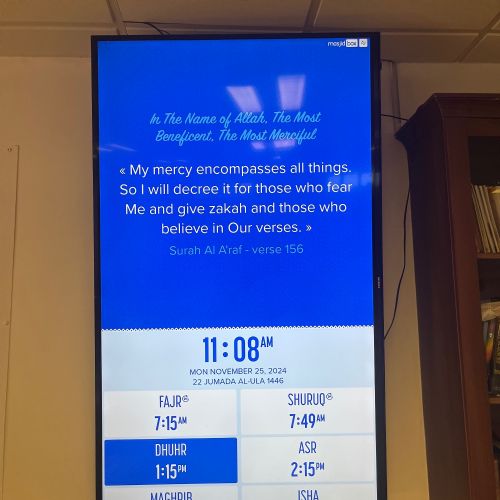 masjidbox
In The Name of Allah, The Most
Beneficent, The Most Merciful
« My mercy encompasses all things.
So I will decree it for those who fear
Me and give zakah and those who
believe in Our verses. »
Surah Al A'raf - verse 156
11:08AM
MON NOVEMBER 25, 2024
22 JUMADA AL-ULA 1446
FAJR
7:15AM
SHURUQ
7:49AM
DHUHR
1:15PM
ASR
2:15PM
MAGHRIB
ISHA